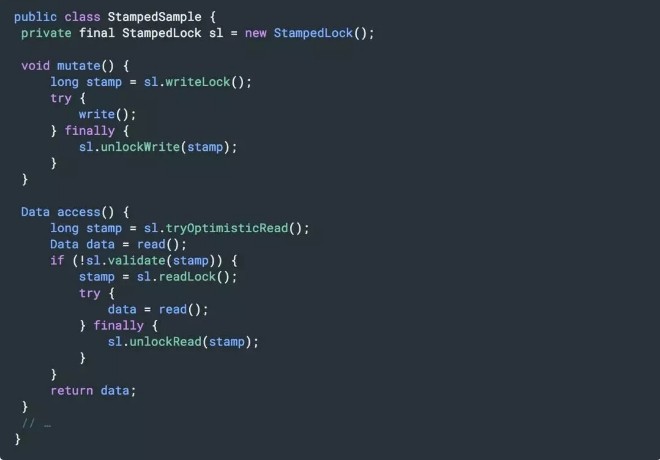 public class StampedSample {
 private final StampedLock sl = new StampedLock();

 void mutate() {
     long stamp = sl.writeLock();
     try {
         write();
     } finally {
         sl.unlockWrite(stamp);
     }
 }

 Data access() {
     long stamp = sl.tryOptimisticRead();
     Data data = read();
     if (!sl.validate(stamp)) {
         stamp = sl.readLock();
         try {
             data = read();
         } finally {
             sl.unlockRead(stamp);
         }
     }
     return data;
 }
 // …
}